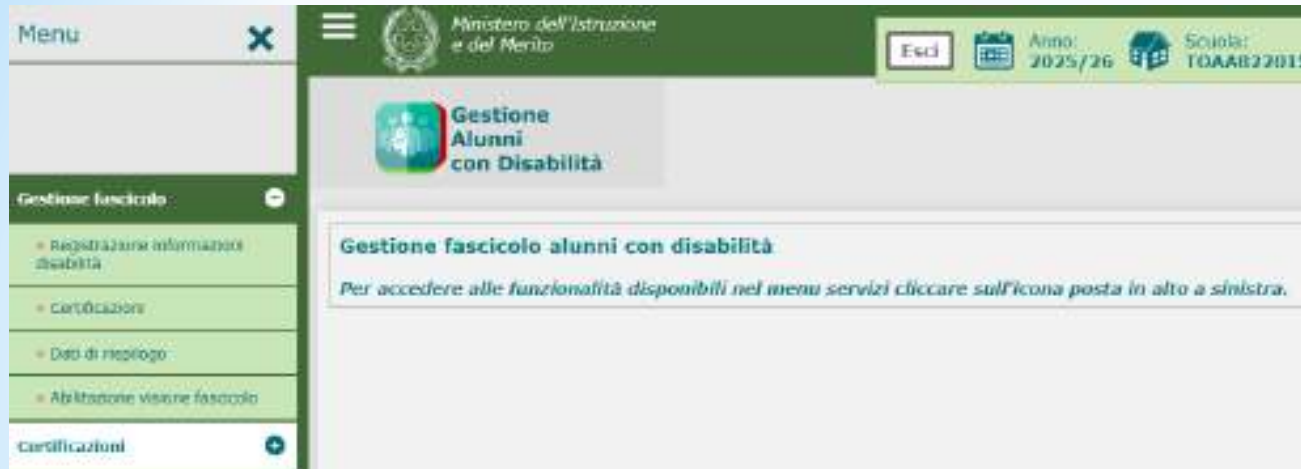 Menu
Ministero dell'Istruzione
e del Merito
Esci
Anno:
2025/26
Scuola:
TOAAB22015
Gestione
Alunni
con Disabilità
Gestione fascicolo
Registrazione informazioni
disabilità
Certificazioni
Dati di riepilogo
Abilitazione visione fascicolo
Certificazioni
Gestione fascicolo alunni con disabilità
Per accedere alle funzionalità disponibili nel menu servizi cliccare sull'icona posta in alto a sinistra.